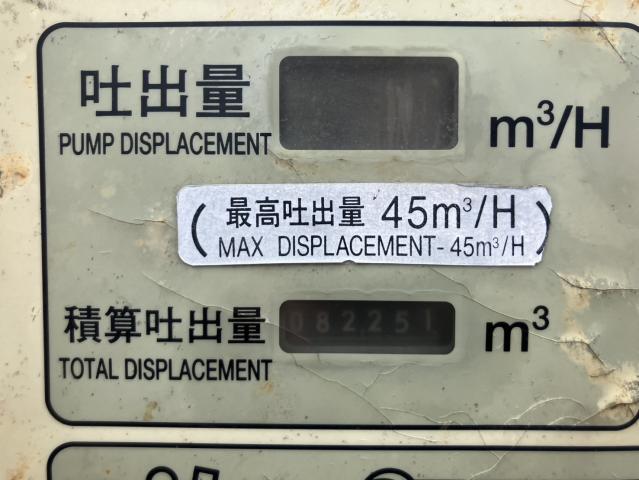 吐出量
PUMP DISPLACEMENT
m³/H
(最高吐出量 45m³/H
MAX DISPLACEMENT-45m³/H)
積算吐出量
TOTAL DISPLACEMENT
082251
m³